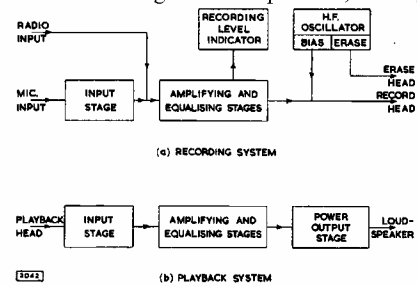 RADIO
INPUT
RECORDING
LEVEL
INDICATOR
H.F.
OSCILLATOR
BIAS ERASE
ERASE
HEAD
MIC.
INPUT
INPUT
STAGE
AMPLIFYING AND
EQUALISING STAGES
RECORD
HEAD
(a) RECORDING SYSTEM
PLAYBACK
HEAD
INPUT
STAGE
AMPLIFYING AND
EQUALISING STAGES
POWER
OUTPUT
STAGE
LOUD-
SPEAKER
3042
(b) PLAYBACK SYSTEM